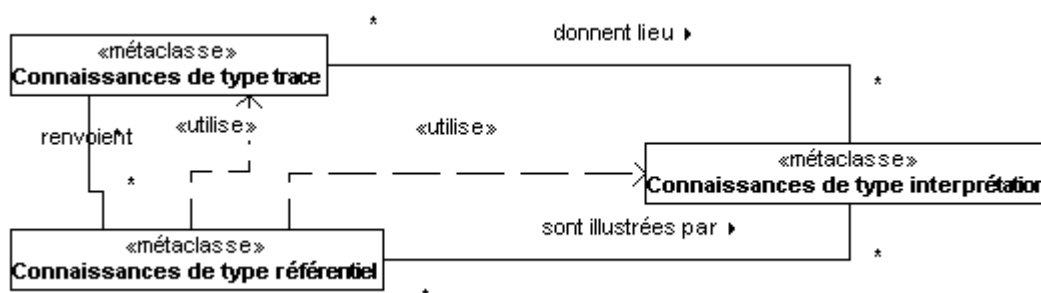 *
donnent lieu ▸
«métaclasse»
Connaissances de type trace
*
renvoient
*
«utilise»
«utilise»
*
«métaclasse»
Connaissances de type interprétation
sont illustrées par ▸
«métaclasse»
Connaissances de type référentiel
*
*